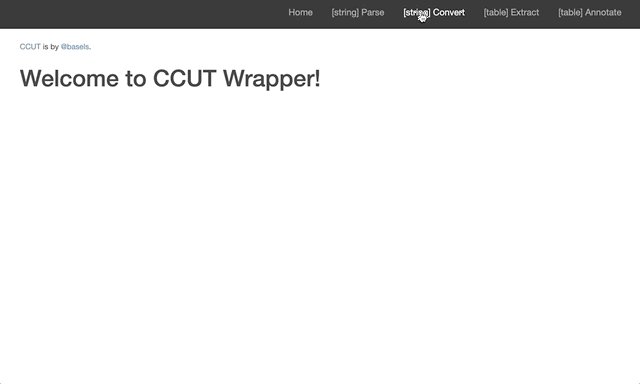 Home [string] Parse [string] Convert [table] Extract [table] Annotate
CCUT is by @basels.
Welcome to CCUT Wrapper!